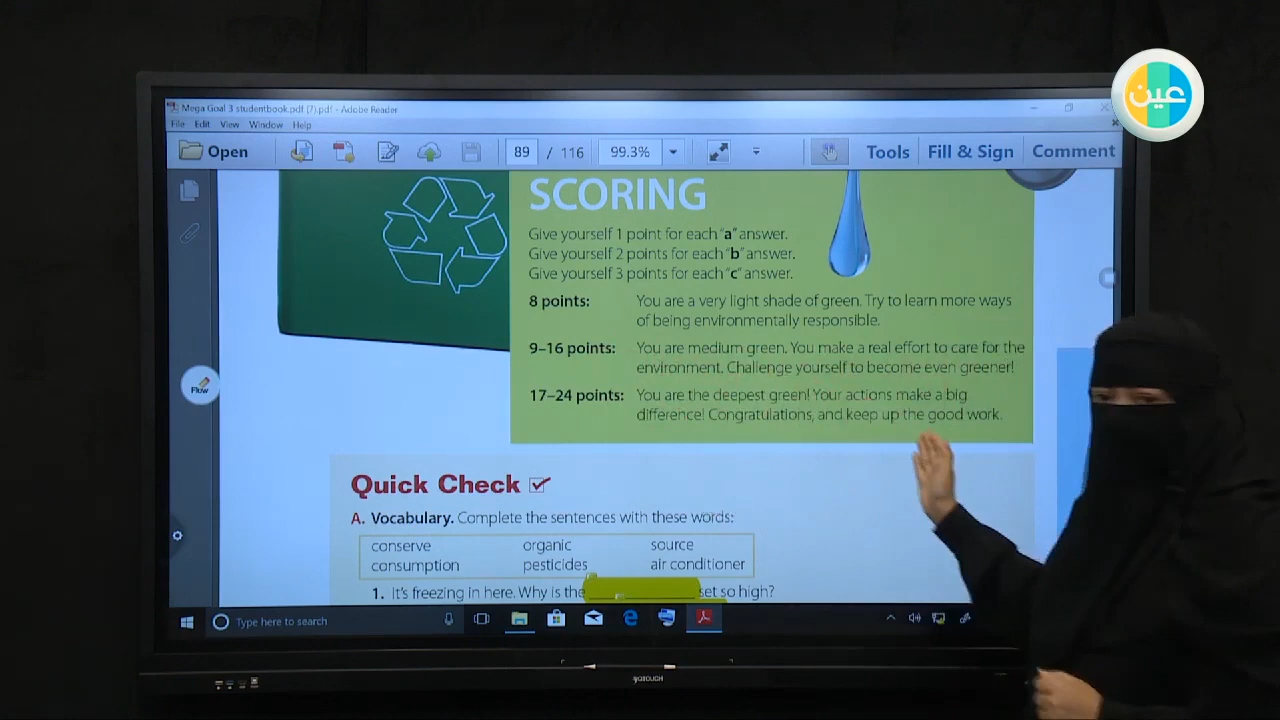 عين
Mega Goal 3 studentbook.pdf (7).pdf - Adobe Reader
File Edit View Window Help
Open 89 / 116 99.3% Tools Fill & Sign Comment
SCORING
Give yourself 1 point for each "a" answer.
Give yourself 2 points for each "b" answer.
Give yourself 3 points for each "c" answer.
8 points: You are a very light shade of green. Try to learn more ways
of being environmentally responsible.
9–16 points: You are medium green. You make a real effort to care for the
environment. Challenge yourself to become even greener!
17–24 points: You are the deepest green! Your actions make a big
difference! Congratulations, and keep up the good work.
Flow
Quick Check
A. Vocabulary. Complete the sentences with these words:
conserve organic source
consumption pesticides air conditioner
1. It's freezing in here. Why is the set so high?
Type here to search